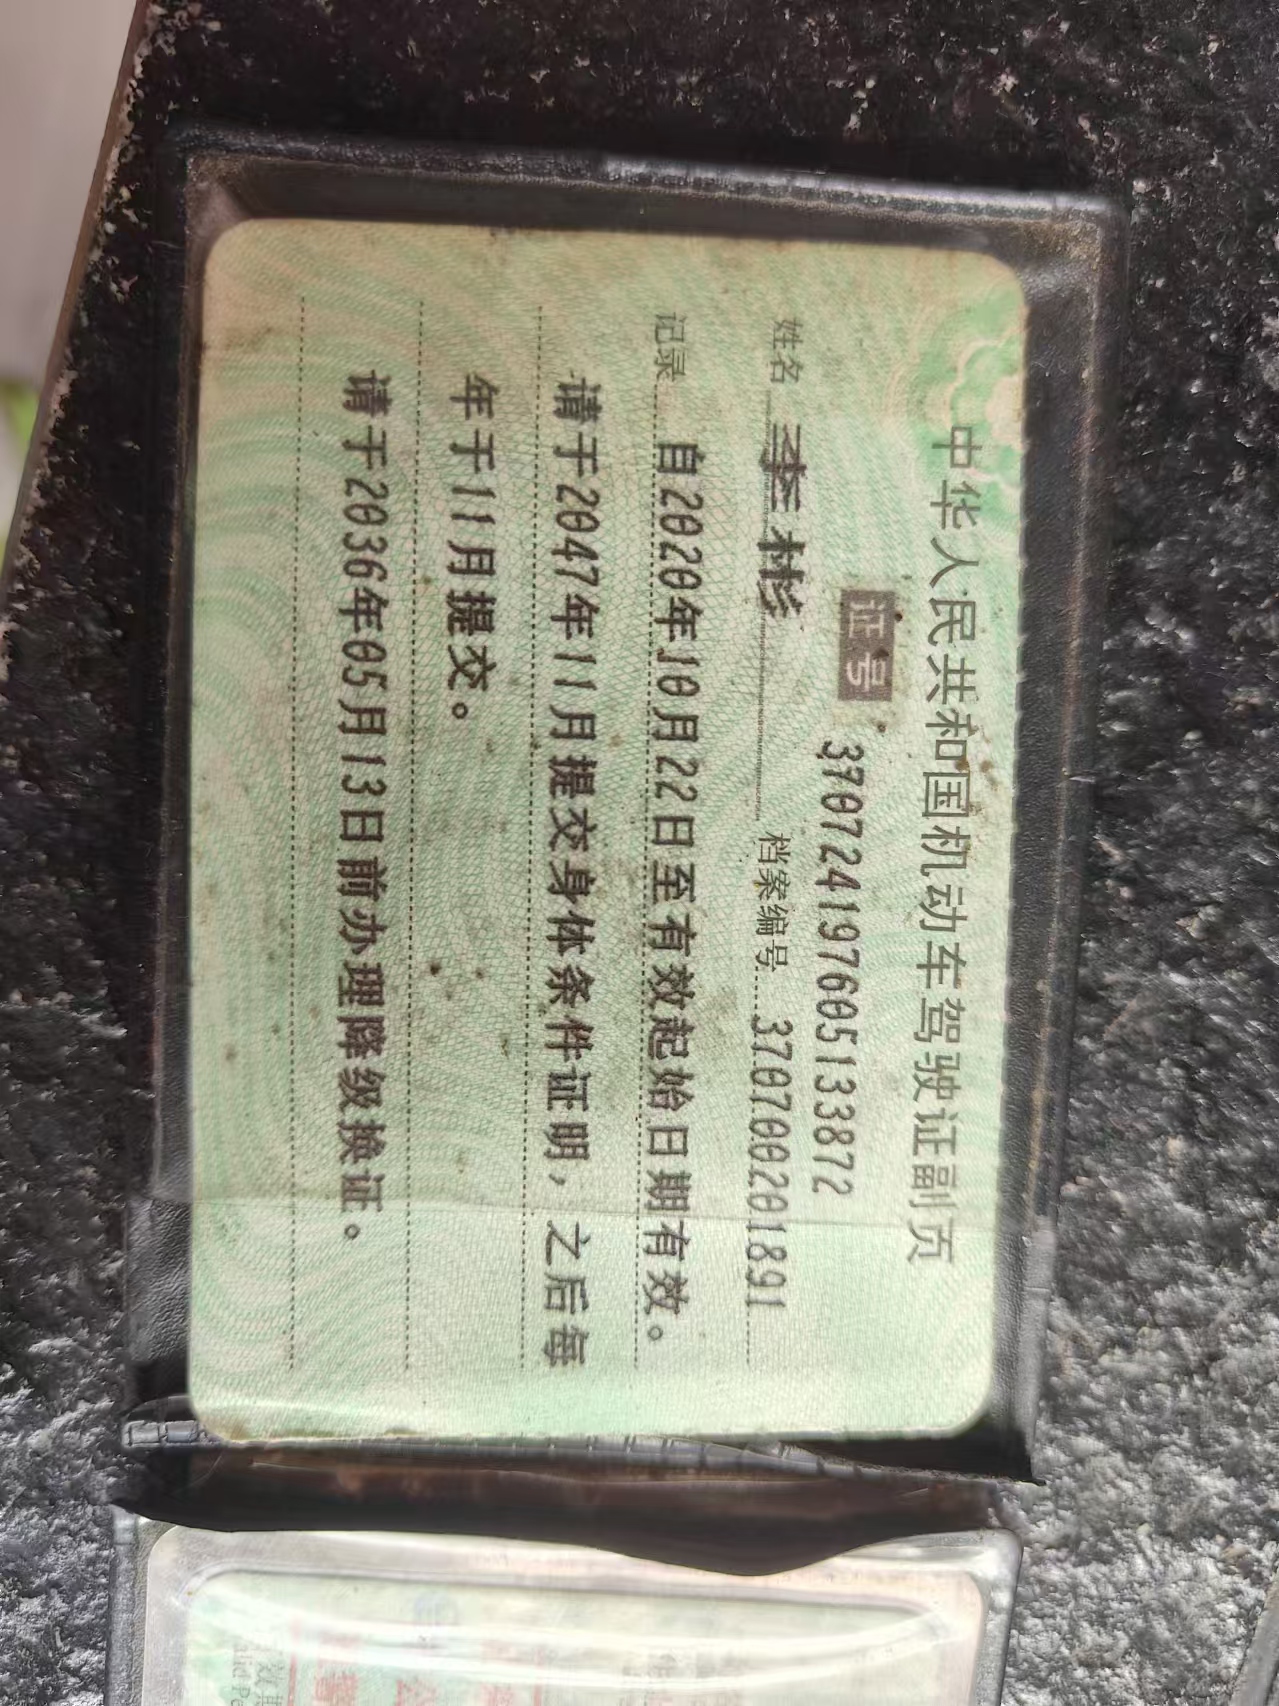 中华人民共和国机动车驾驶证副页
证号 370724197605133872
姓名 李彬 档案编号 370700201891
记录 自2020年10月22日至有效起始日期有效。
请于2047年11月提交身体条件证明，之后每
年于11月提交。
请于2036年05月13日前办理降级换证。